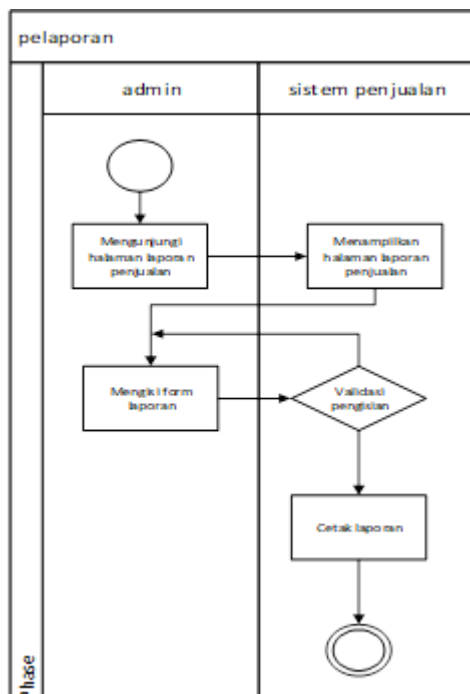 pelaporan
admin
sistem penjualan
Mengunjungi
halaman laporan
penjualan
Menampilkan
halaman laporan
penjualan
Mengisi form
laporan
Validasi
pengisian
Cetak laporan
Phase